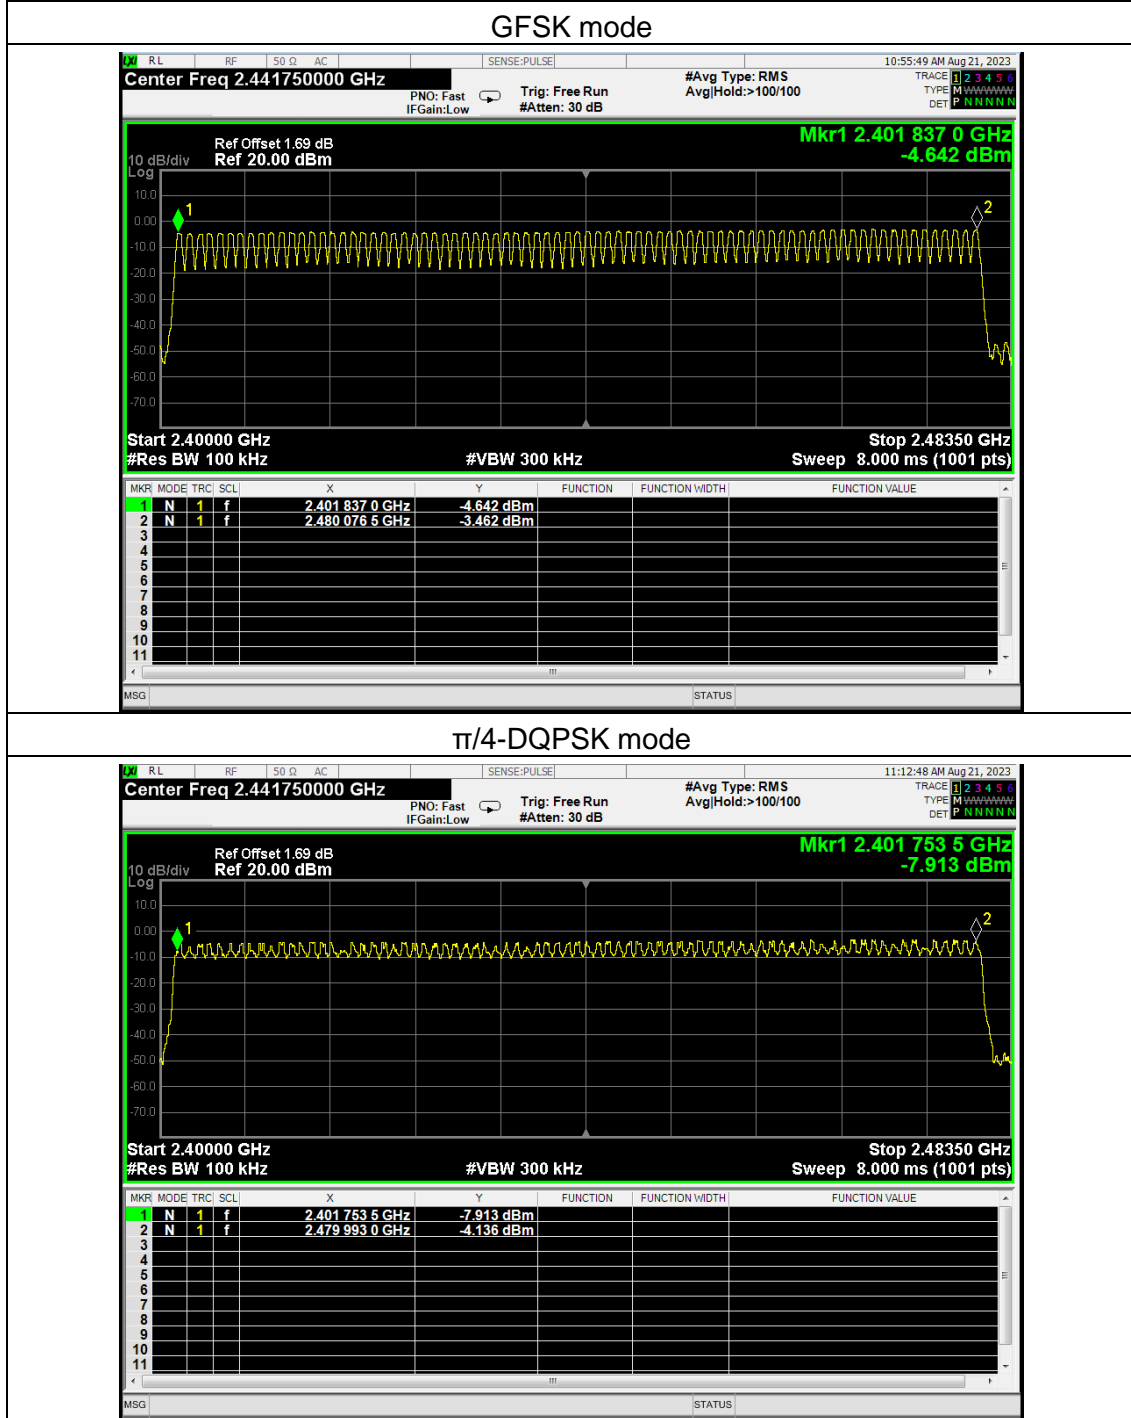 GFSK mode
LXI RL RF 50 Ω AC SENSE:PULSE 10:55:49 AM Aug 21, 2023
Center Freq 2.441750000 GHz #Avg Type: RMS TRACE 1 2 3 4 5 6
PNO: Fast Trig: Free Run Avg|Hold:>100/100 TYPE M WWWWW
IFGain:Low #Atten: 30 dB DET P N N N N N
Mkr1 2.401 837 0 GHz
Ref Offset 1.69 dB
10 dB/div Ref 20.00 dBm -4.642 dBm
Log
10.0
1 2
0.00
-10.0
-20.0
-30.0
-40.0
-50.0
-60.0
-70.0
Start 2.40000 GHz Stop 2.48350 GHz
#Res BW 100 kHz #VBW 300 kHz Sweep 8.000 ms (1001 pts)
MKR MODE TRC SCL X Y FUNCTION FUNCTION WIDTH FUNCTION VALUE
1 N 1 f 2.401 837 0 GHz -4.642 dBm
2 N 1 f 2.480 076 5 GHz -3.462 dBm
3
4
5
6
7
8
9
10
11
MSG STATUS
π/4-DQPSK mode
LXI RL RF 50 Ω AC SENSE:PULSE 11:12:48 AM Aug 21, 2023
Center Freq 2.441750000 GHz #Avg Type: RMS TRACE 1 2 3 4 5 6
PNO: Fast Trig: Free Run Avg|Hold:>100/100 TYPE M WWWWW
IFGain:Low #Atten: 30 dB DET P N N N N N
Mkr1 2.401 753 5 GHz
Ref Offset 1.69 dB
10 dB/div Ref 20.00 dBm -7.913 dBm
Log
10.0
1 2
0.00
-10.0
-20.0
-30.0
-40.0
-50.0
-60.0
-70.0
Start 2.40000 GHz Stop 2.48350 GHz
#Res BW 100 kHz #VBW 300 kHz Sweep 8.000 ms (1001 pts)
MKR MODE TRC SCL X Y FUNCTION FUNCTION WIDTH FUNCTION VALUE
1 N 1 f 2.401 753 5 GHz -7.913 dBm
2 N 1 f 2.479 993 0 GHz -4.136 dBm
3
4
5
6
7
8
9
10
11
MSG STATUS